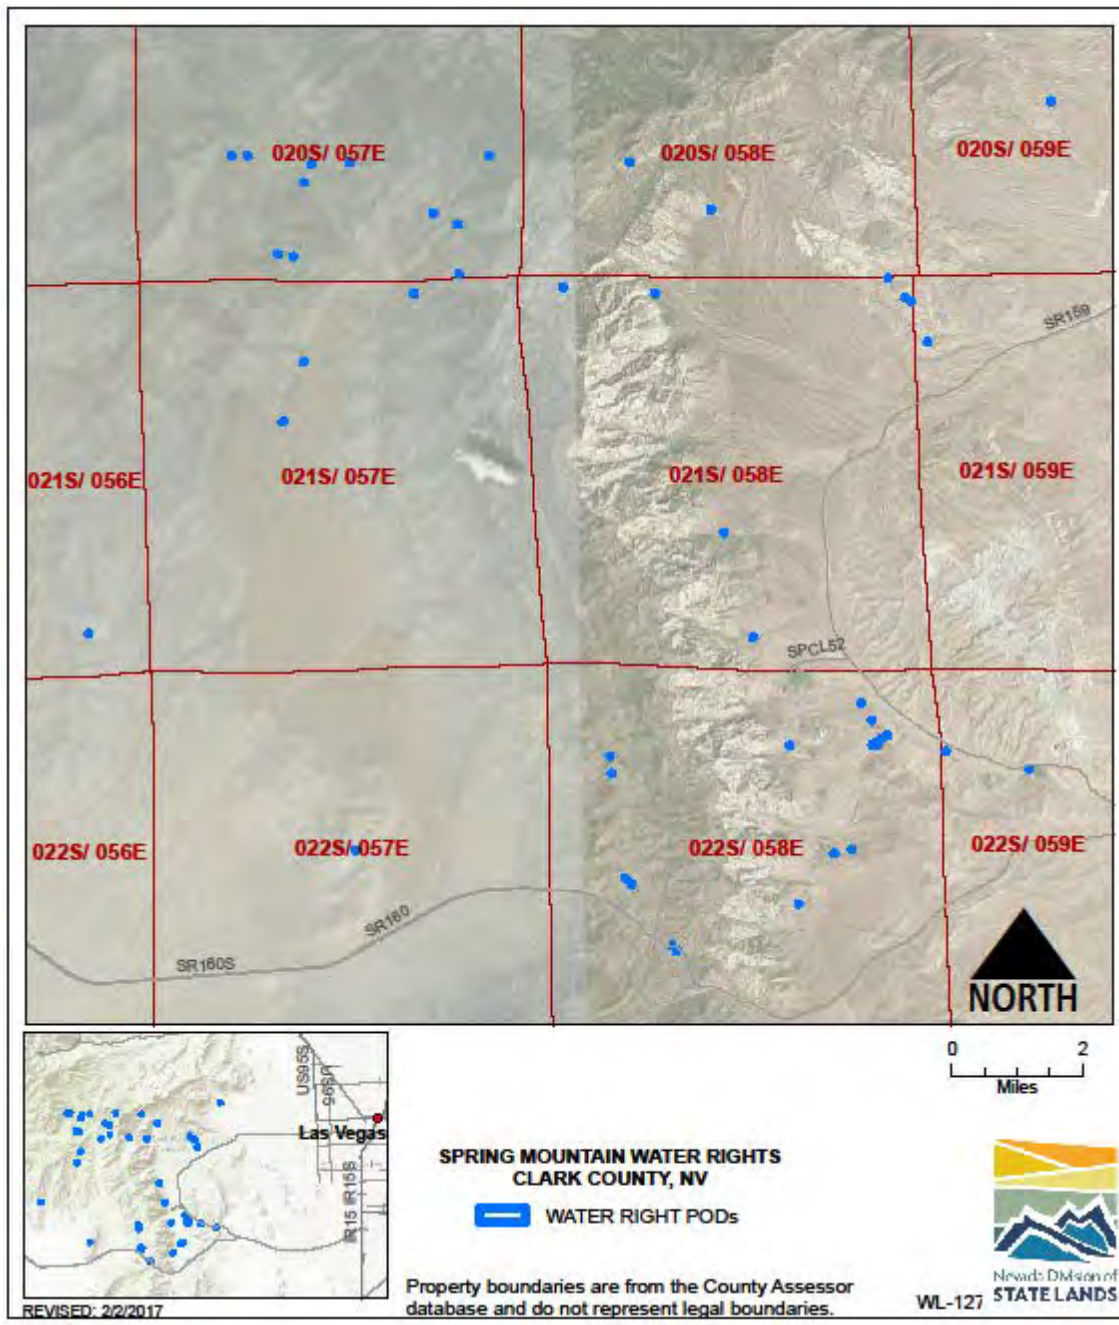 020S/ 057E
020S/ 058E
020S/ 059E
SR159
021S/ 056E
021S/ 057E
021S/ 058E
021S/ 059E
SPCL52
022S/ 056E
022S/ 057E
022S/ 058E
022S/ 059E
SR160
SR160S
NORTH
0 2
Miles
US95S
Las Vegas
IR15 IR15S
SPRING MOUNTAIN WATER RIGHTS
CLARK COUNTY, NV
WATER RIGHT PODs
Property boundaries are from the County Assessor
database and do not represent legal boundaries.
REVISED: 2/2/2017
WL-127
Nevada Division of
STATE LANDS